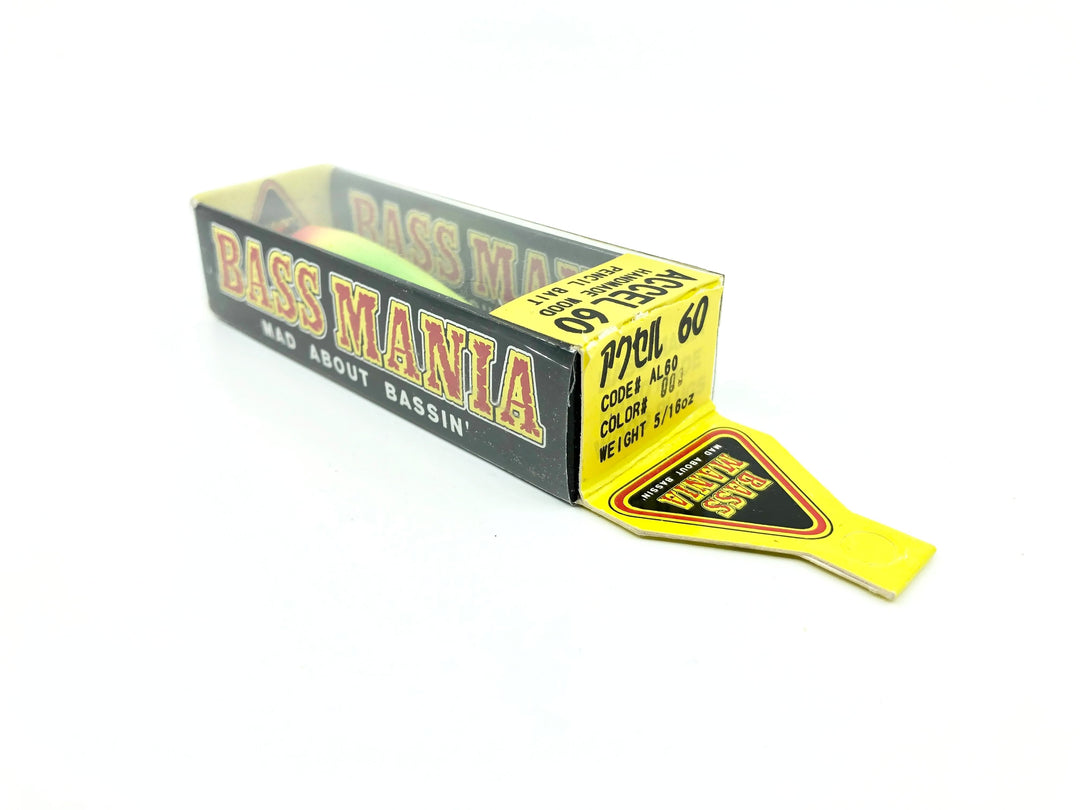 BASS MANIA
MAD ABOUT BASSIN'
BASS MAN
ACCEL 60
HANDMADE WOOD
PENCIL BAIT
アクセル 60
CODE# AL60
COLOR#
WEIGHT 5/16oz
BASS
MANIA
MAD ABOUT BASSIN'